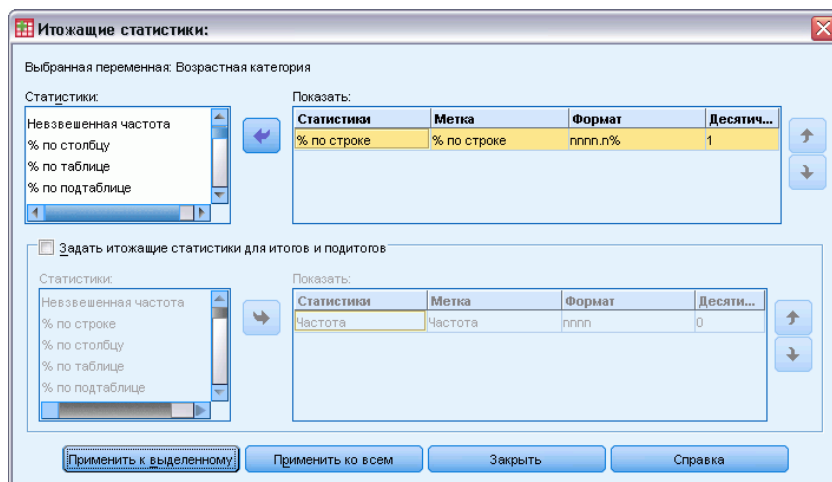 Итожащие статистики:
Выбранная переменная: Возрастная категория
Статистики:
Показать:
Невзвешенная частота
% по столбцу
% по таблице
% по подтаблице
Статистики Метка Формат Десятич...
% по строке % по строке nnnn.n% 1
Задать итожащие статистики для итогов и подитогов
Статистики:
Показать:
Невзвешенная частота
% по строке
% по столбцу
% по таблице
% по подтаблице
Статистики Метка Формат Десяти...
Частота Частота nnnn 0
Применить к выделенному Применить ко всем Закрыть Справка